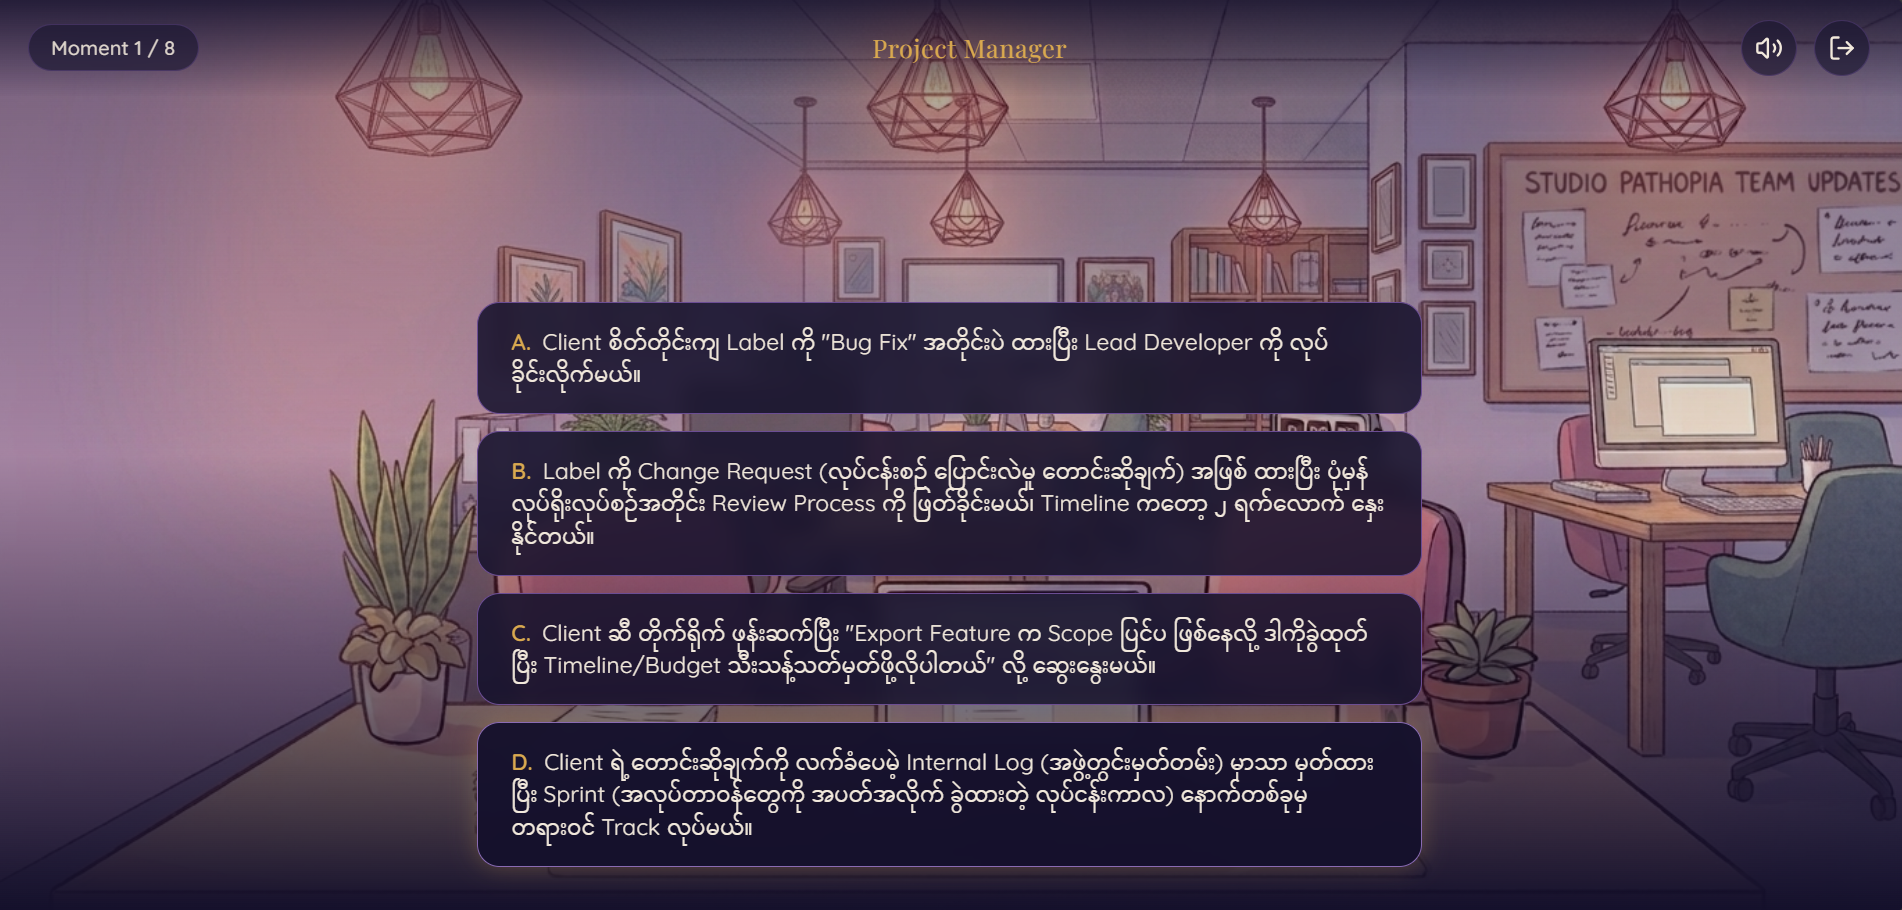 Moment 1 / 8
Project Manager
STUDIO PATHOPIA TEAM UPDATES
A. Client စိတ်တိုင်းကျ Label ကို "Bug Fix" အတိုင်းပဲ ထားပြီး Lead Developer ကို လုပ်
ခိုင်းလိုက်မယ်။
B. Label ကို Change Request (လုပ်ငန်းစဉ် ပြောင်းလဲမှု တောင်းဆိုချက်) အဖြစ် ထားပြီး ပုံမှန်
လုပ်ရိုးလုပ်စဉ်အတိုင်း Review Process ကို ဖြတ်ခိုင်းမယ်၊ Timeline ကတော့ ၂ ရက်လောက် နှေး
နိုင်တယ်။
C. Client ဆီ တိုက်ရိုက် ဖုန်းဆက်ပြီး "Export Feature က Scope ပြင်ပ ဖြစ်နေလို့ ဒါကိုခွဲထုတ်
ပြီး Timeline/Budget သီးသန့်သတ်မှတ်ဖို့လိုပါတယ်" လို့ ဆွေးနွေးမယ်။
D. Client ရဲ့ တောင်းဆိုချက်ကို လက်ခံပေမဲ့ Internal Log (အဖွဲ့တွင်းမှတ်တမ်း) မှာသာ မှတ်ထား
ပြီး Sprint (အလုပ်တာဝန်တွေကို အပတ်အလိုက် ခွဲထားတဲ့ လုပ်ငန်းကာလ) နောက်တစ်ခုမှ
တရားဝင် Track လုပ်မယ်။